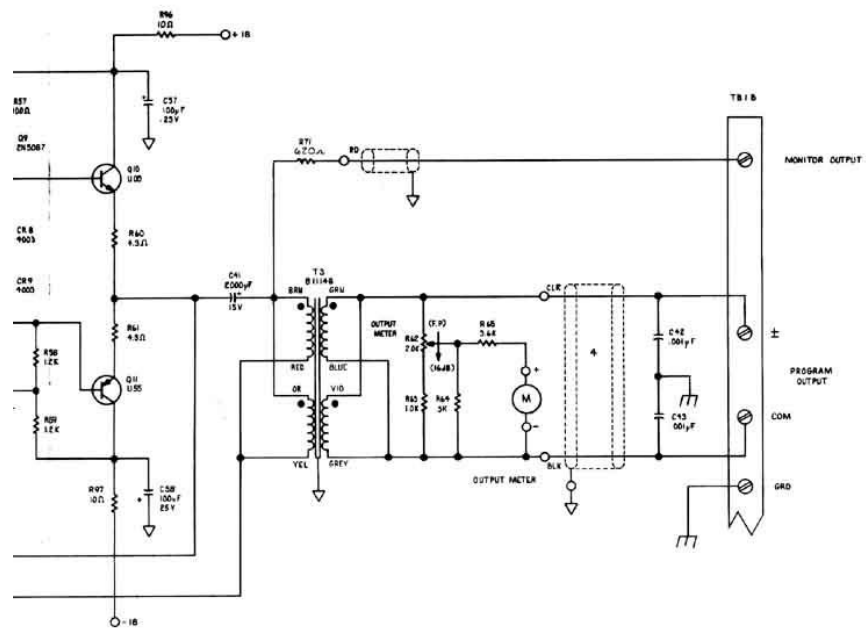 R96
10Ω
+18
R57
100Ω
C57
100µF
25V
TB1B
Q9
2N5087
R71
620Ω
RD
MONITOR OUTPUT
Q10
U05
CR8
4003
R60
4.3Ω
C41
2000µF
15V
T3
B11148
BRN
GRN
CR9
4003
R61
4.3Ω
OUTPUT
METER
R62
2.0K
(F.P)
(16dB)
R65
3.6K
CLR
C42
.001µF
±
R58
1.2K
RED
BLUE
4
PROGRAM
OUTPUT
Q11
U55
OR
VIO
R63
1.0K
R64
3K
+
M
-
C43
.001µF
COM
R59
1.2K
YEL
GREY
BLK
OUTPUT METER
GRD
R97
10Ω
C58
100µF
25V
-18